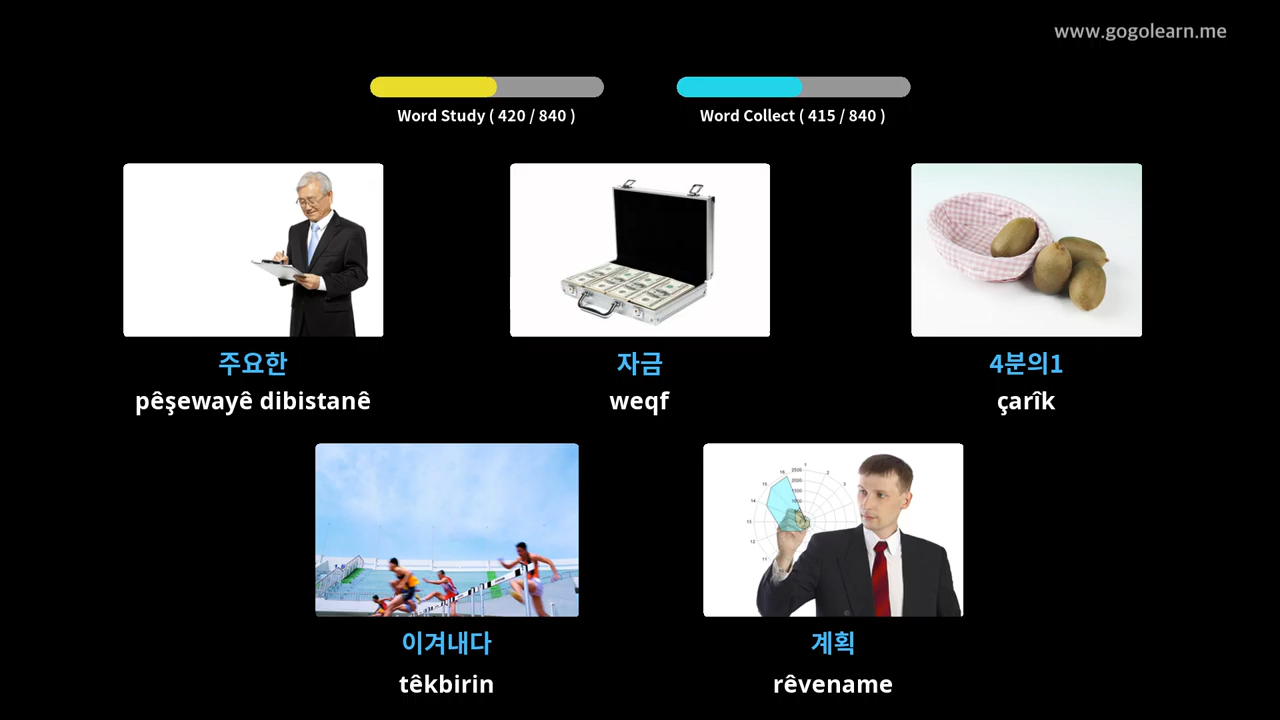 www.gogolearn.me
Word Study ( 420 / 840 )
Word Collect ( 415 / 840 )
주요한
pêşewayê dibistanê
자금
weqf
4분의1
çarîk
이겨내다
têkbirin
계획
rêvename